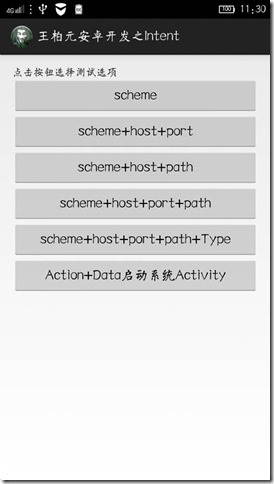 4G 100 11:30
王柏元安卓开发之Intent
点击按钮选择测试选项
scheme
scheme+host+port
scheme+host+path
scheme+host+port+path
scheme+host+port+path+Type
Action+Data启动系统Activity